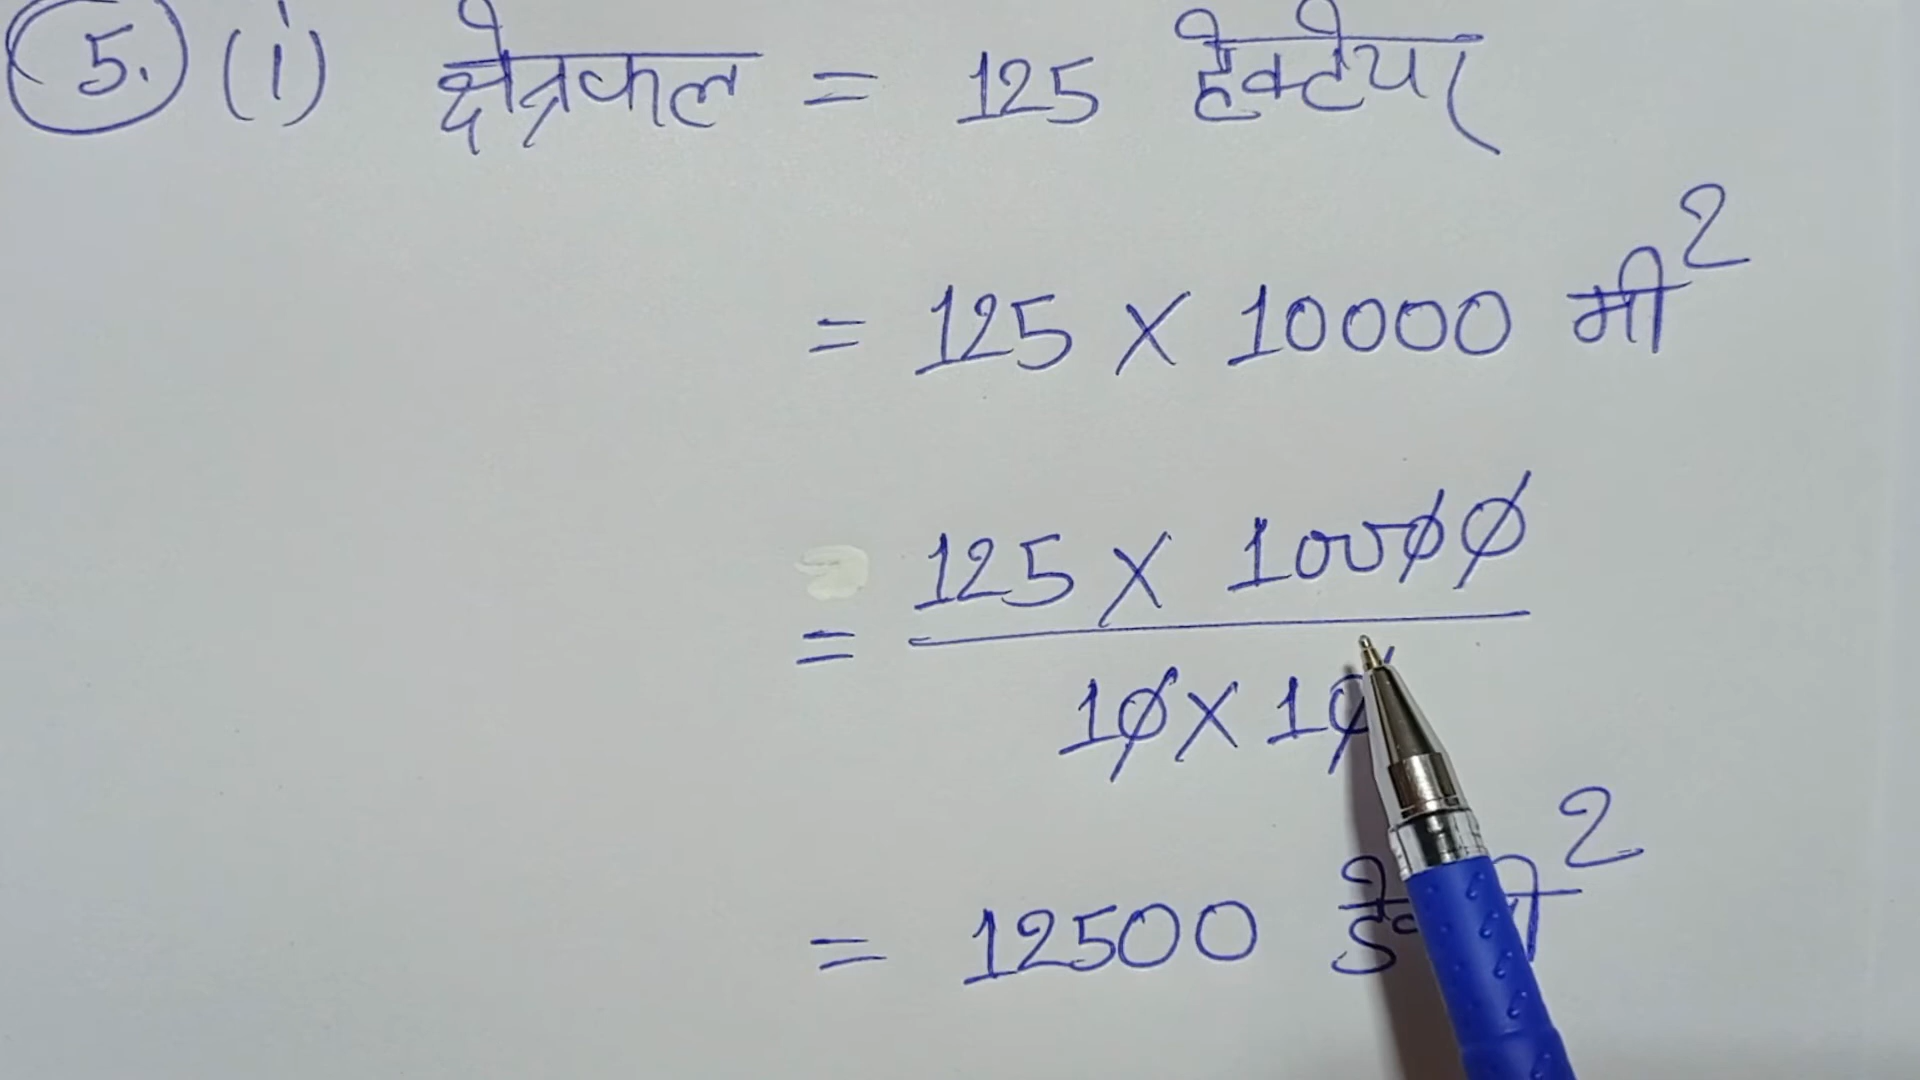 5. (i) क्षेत्रफल = 125 हेक्टेयर
= 125 × 10000 मी²
= 125 × 10000
10 × 10
= 12500